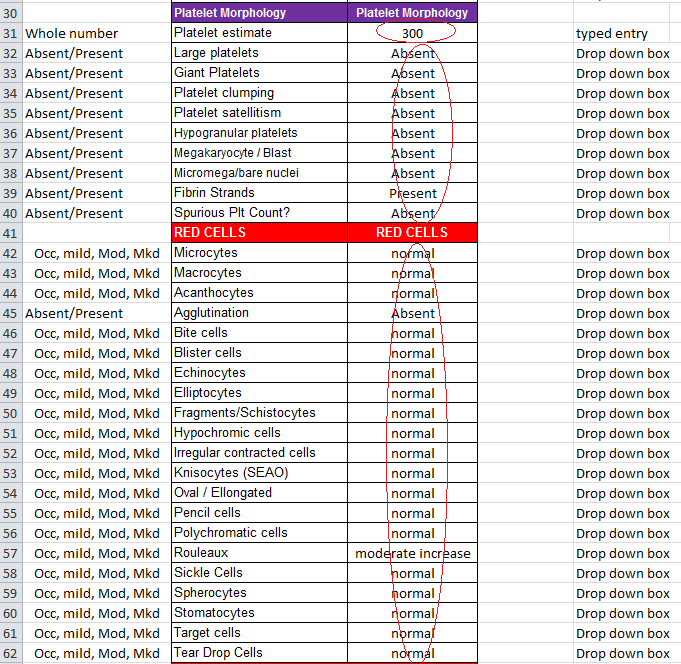 30 Platelet Morphology Platelet Morphology
31 Whole number Platelet estimate 300 typed entry
32 Absent/Present Large platelets Absent Drop down box
33 Absent/Present Giant Platelets Absent Drop down box
34 Absent/Present Platelet clumping Absent Drop down box
35 Absent/Present Platelet satellitism Absent Drop down box
36 Absent/Present Hypogranular platelets Absent Drop down box
37 Absent/Present Megakaryocyte / Blast Absent Drop down box
38 Absent/Present Micromega/bare nuclei Absent Drop down box
39 Absent/Present Fibrin Strands Present Drop down box
40 Absent/Present Spurious Plt Count? Absent Drop down box
41 RED CELLS RED CELLS
42 Occ, mild, Mod, Mkd Microcytes normal Drop down box
43 Occ, mild, Mod, Mkd Macrocytes normal Drop down box
44 Occ, mild, Mod, Mkd Acanthocytes normal Drop down box
45 Absent/Present Agglutination Absent Drop down box
46 Occ, mild, Mod, Mkd Bite cells normal Drop down box
47 Occ, mild, Mod, Mkd Blister cells normal Drop down box
48 Occ, mild, Mod, Mkd Echinocytes normal Drop down box
49 Occ, mild, Mod, Mkd Elliptocytes normal Drop down box
50 Occ, mild, Mod, Mkd Fragments/Schistocytes normal Drop down box
51 Occ, mild, Mod, Mkd Hypochromic cells normal Drop down box
52 Occ, mild, Mod, Mkd Irregular contracted cells normal Drop down box
53 Occ, mild, Mod, Mkd Knisocytes (SEAO) normal Drop down box
54 Occ, mild, Mod, Mkd Oval / Ellongated normal Drop down box
55 Occ, mild, Mod, Mkd Pencil cells normal Drop down box
56 Occ, mild, Mod, Mkd Polychromatic cells normal Drop down box
57 Occ, mild, Mod, Mkd Rouleaux moderate increase Drop down box
58 Occ, mild, Mod, Mkd Sickle Cells normal Drop down box
59 Occ, mild, Mod, Mkd Spherocytes normal Drop down box
60 Occ, mild, Mod, Mkd Stomatocytes normal Drop down box
61 Occ, mild, Mod, Mkd Target cells normal Drop down box
62 Occ, mild, Mod, Mkd Tear Drop Cells normal Drop down box